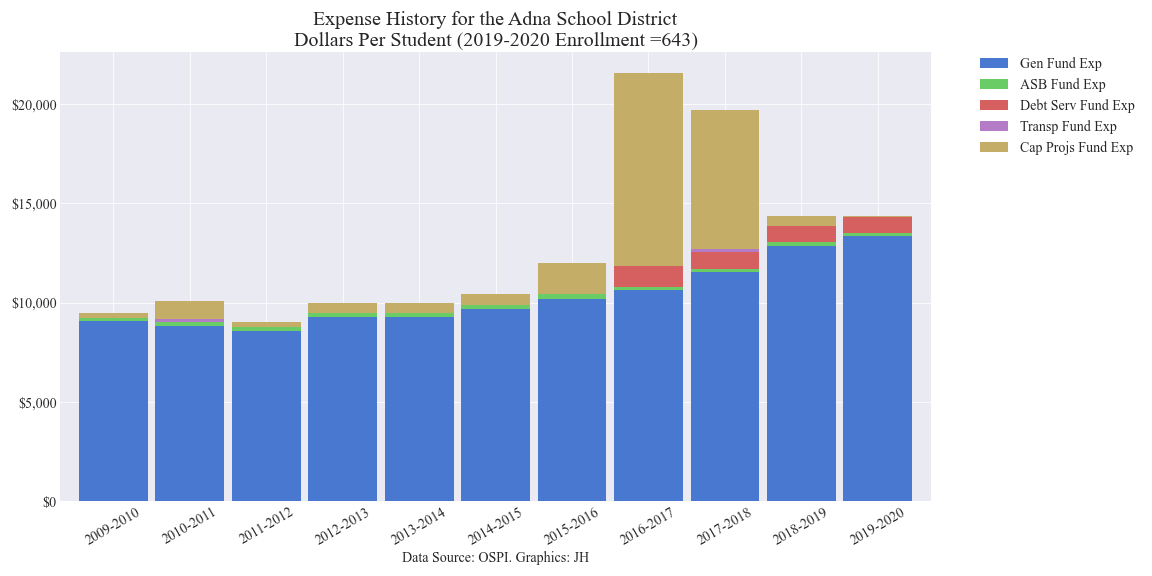 Expense History for the Adna School District
Dollars Per Student (2019-2020 Enrollment =643)
Gen Fund Exp
ASB Fund Exp
Debt Serv Fund Exp
Transp Fund Exp
Cap Projs Fund Exp
$20,000
$15,000
$10,000
$5,000
$0
2009-2010
2010-2011
2011-2012
2012-2013
2013-2014
2014-2015
2015-2016
2016-2017
2017-2018
2018-2019
2019-2020
Data Source: OSPI. Graphics: JH